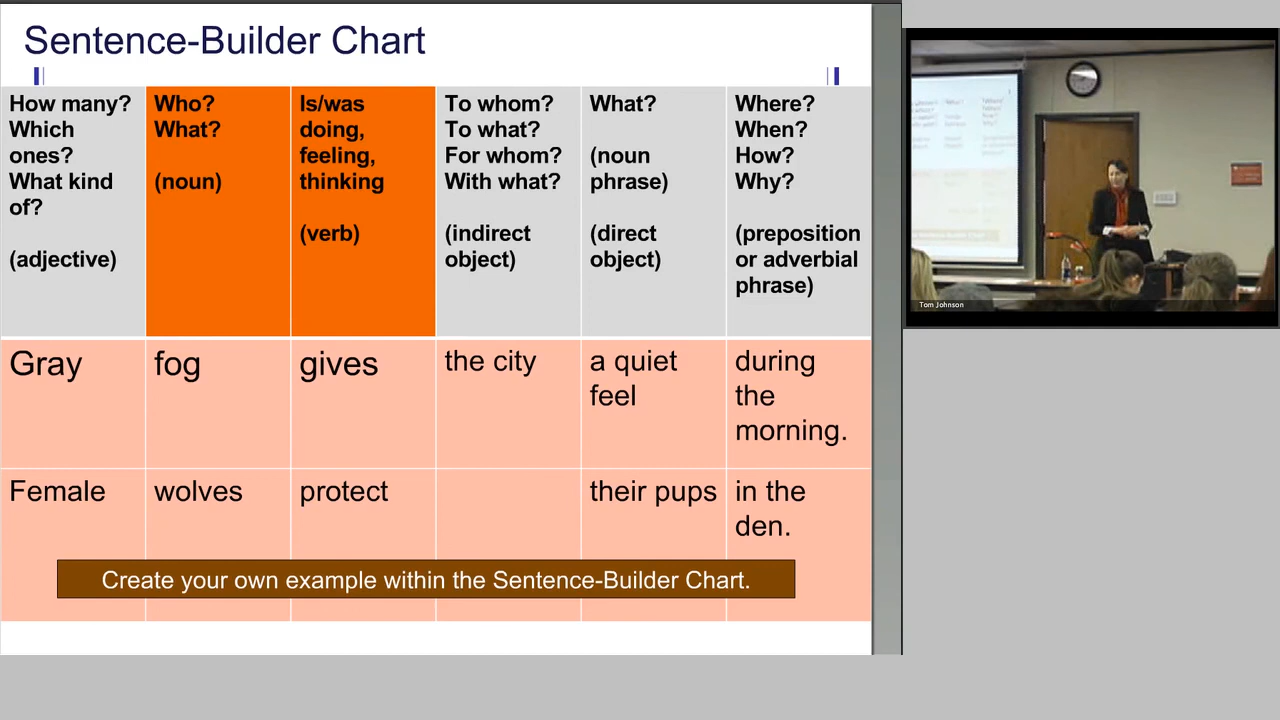 Sentence-Builder Chart
How many?
Which
ones?
What kind
of?
(adjective)
Who?
What?
(noun)
Is/was
doing,
feeling,
thinking
(verb)
To whom?
To what?
For whom?
With what?
(indirect
object)
What?
(noun
phrase)
(direct
object)
Where?
When?
How?
Why?
(preposition
or adverbial
phrase)
Gray
fog
gives
the city
a quiet
feel
during
the
morning.
Female
wolves
protect
their pups
in the
den.
Create your own example within the Sentence-Builder Chart.
Tom Johnson